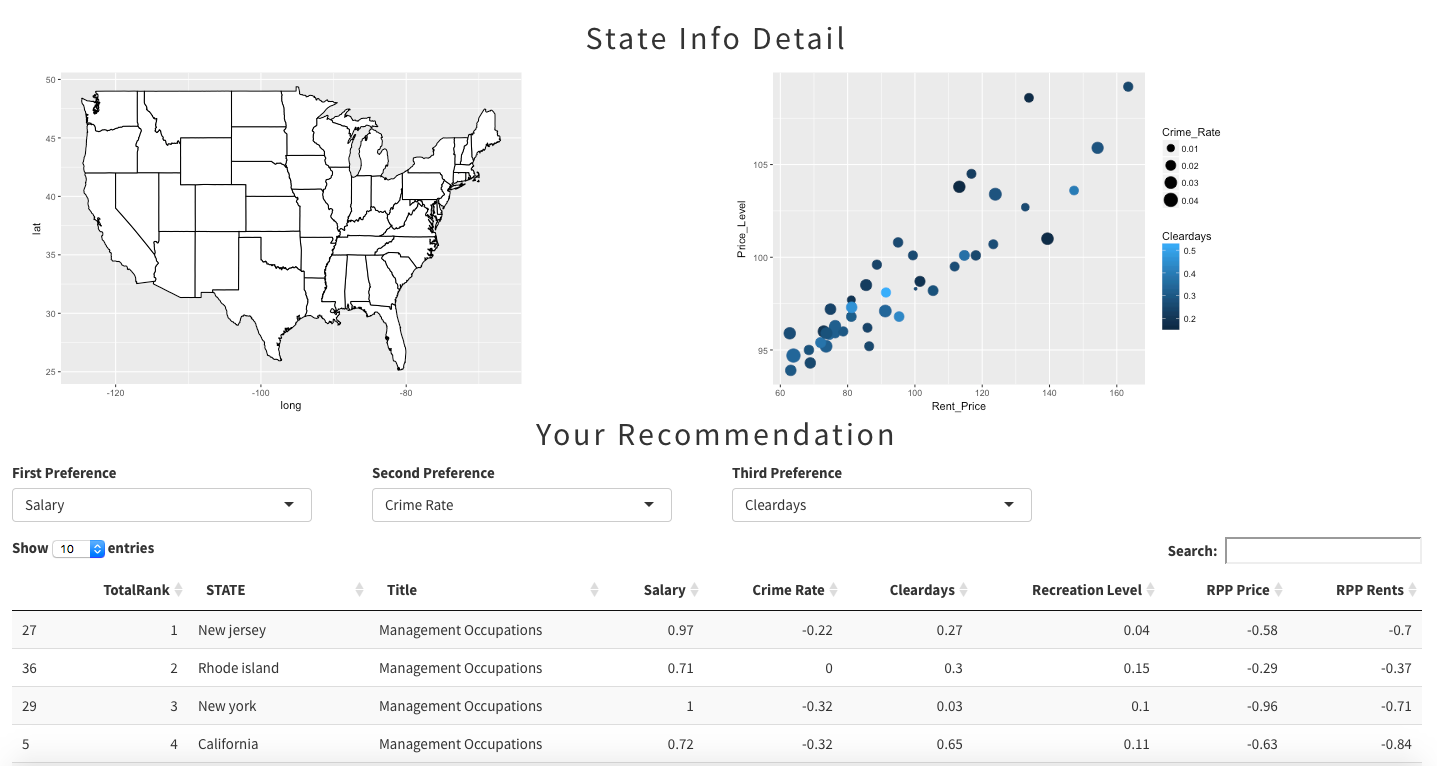 State Info Detail
50
45
40
35
30
25
lat
-120
-100
-80
long
105
100
95
Price_Level
60
80
100
120
140
160
Rent_Price
Crime_Rate
0.01
0.02
0.03
0.04
Cleardays
0.5
0.4
0.3
0.2
Your Recommendation
First Preference Second Preference Third Preference
Salary Crime Rate Cleardays
Show 10 entries Search:
TotalRank STATE Title Salary Crime Rate Cleardays Recreation Level RPP Price RPP Rents
27 1 New jersey Management Occupations 0.97 -0.22 0.27 0.04 -0.58 -0.7
36 2 Rhode island Management Occupations 0.71 0 0.3 0.15 -0.29 -0.37
29 3 New york Management Occupations 1 -0.32 0.03 0.1 -0.96 -0.71
5 4 California Management Occupations 0.72 -0.32 0.65 0.11 -0.63 -0.84